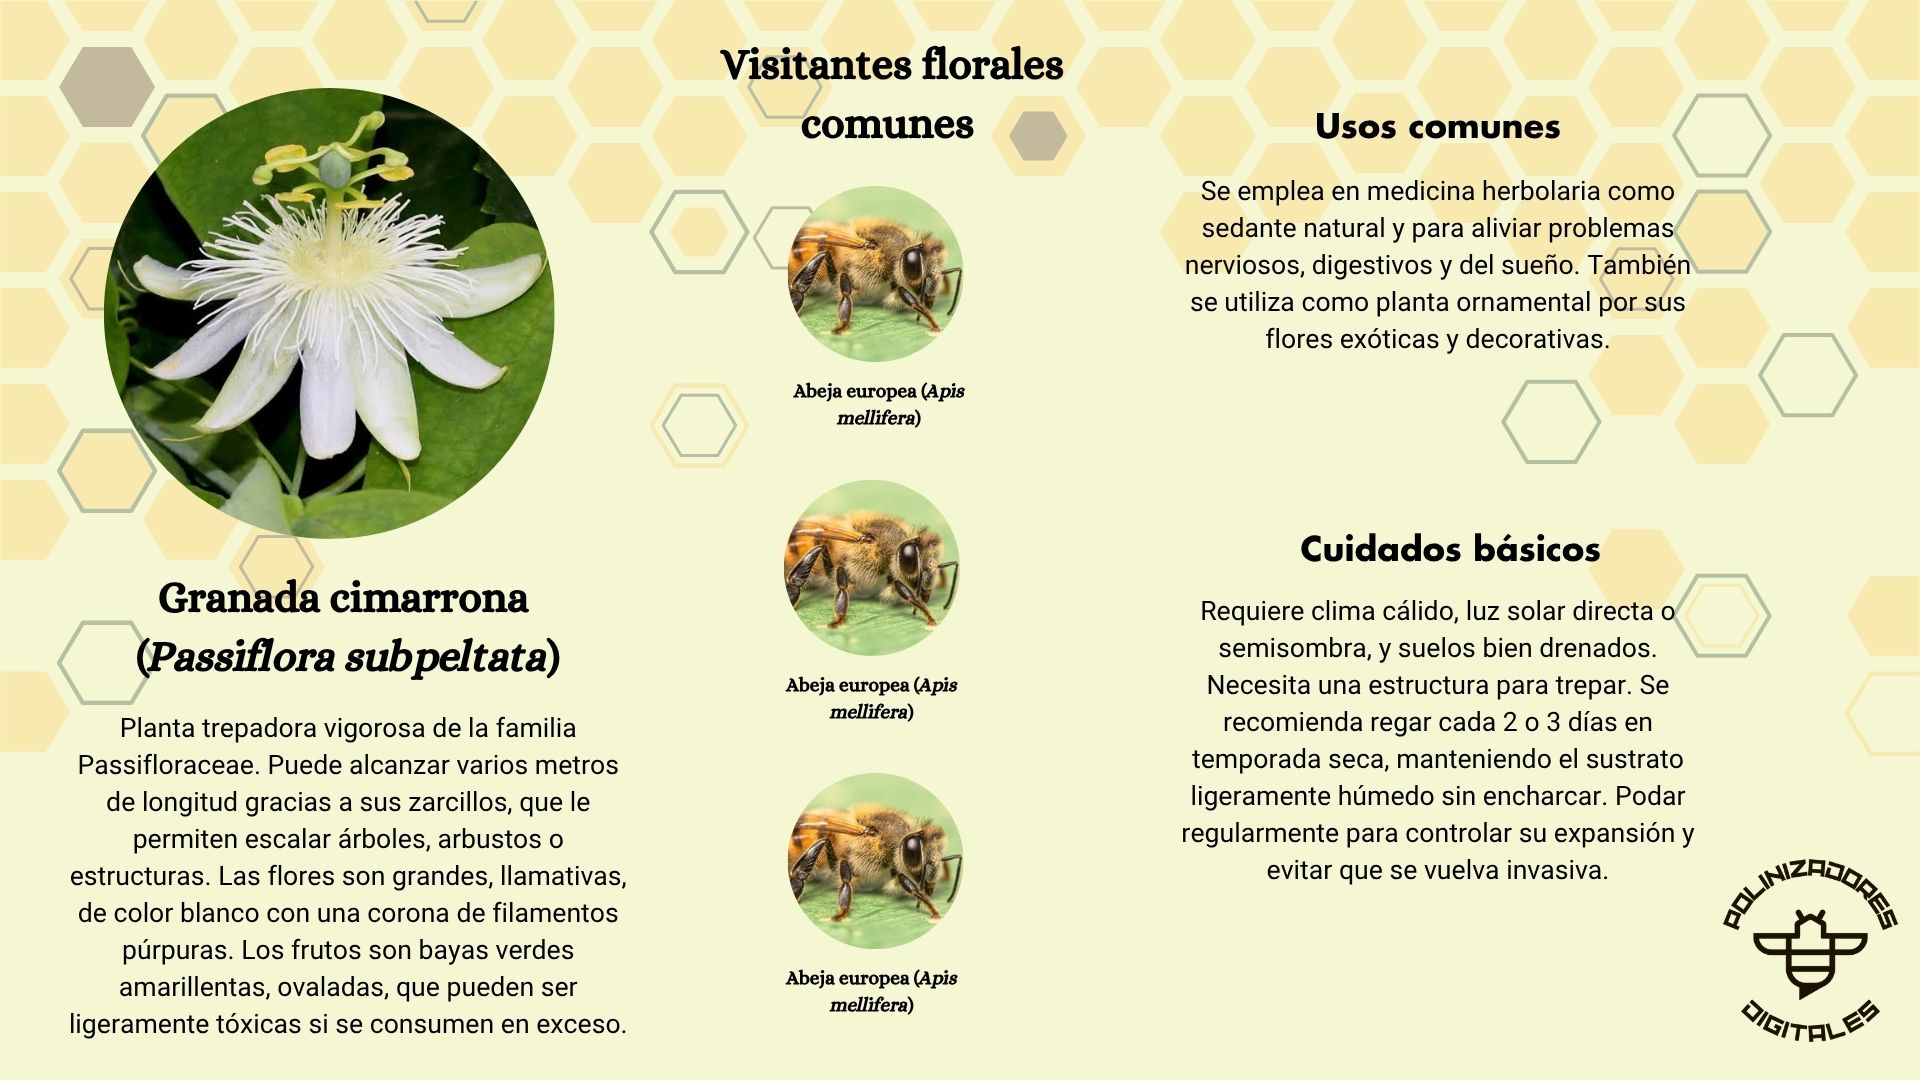 Granada cimarrona
(Passiflora subpeltata)
Planta trepadora vigorosa de la familia
Passifloraceae. Puede alcanzar varios metros
de longitud gracias a sus zarcillos, que le
permiten escalar árboles, arbustos o
estructuras. Las flores son grandes, llamativas,
de color blanco con una corona de filamentos
púrpuras. Los frutos son bayas verdes
amarillentas, ovaladas, que pueden ser
ligeramente tóxicas si se consumen en exceso.
Visitantes florales
comunes
Abeja europea (Apis
mellifera)
Abeja europea (Apis
mellifera)
Abeja europea (Apis
mellifera)
Usos comunes
Se emplea en medicina herbolaria como
sedante natural y para aliviar problemas
nerviosos, digestivos y del sueño. También
se utiliza como planta ornamental por sus
flores exóticas y decorativas.
Cuidados básicos
Requiere clima cálido, luz solar directa o
semisombra, y suelos bien drenados.
Necesita una estructura para trepar. Se
recomienda regar cada 2 o 3 días en
temporada seca, manteniendo el sustrato
ligeramente húmedo sin encharcar. Podar
regularmente para controlar su expansión y
evitar que se vuelva invasiva.
POLINIZADORES
DIGITALES